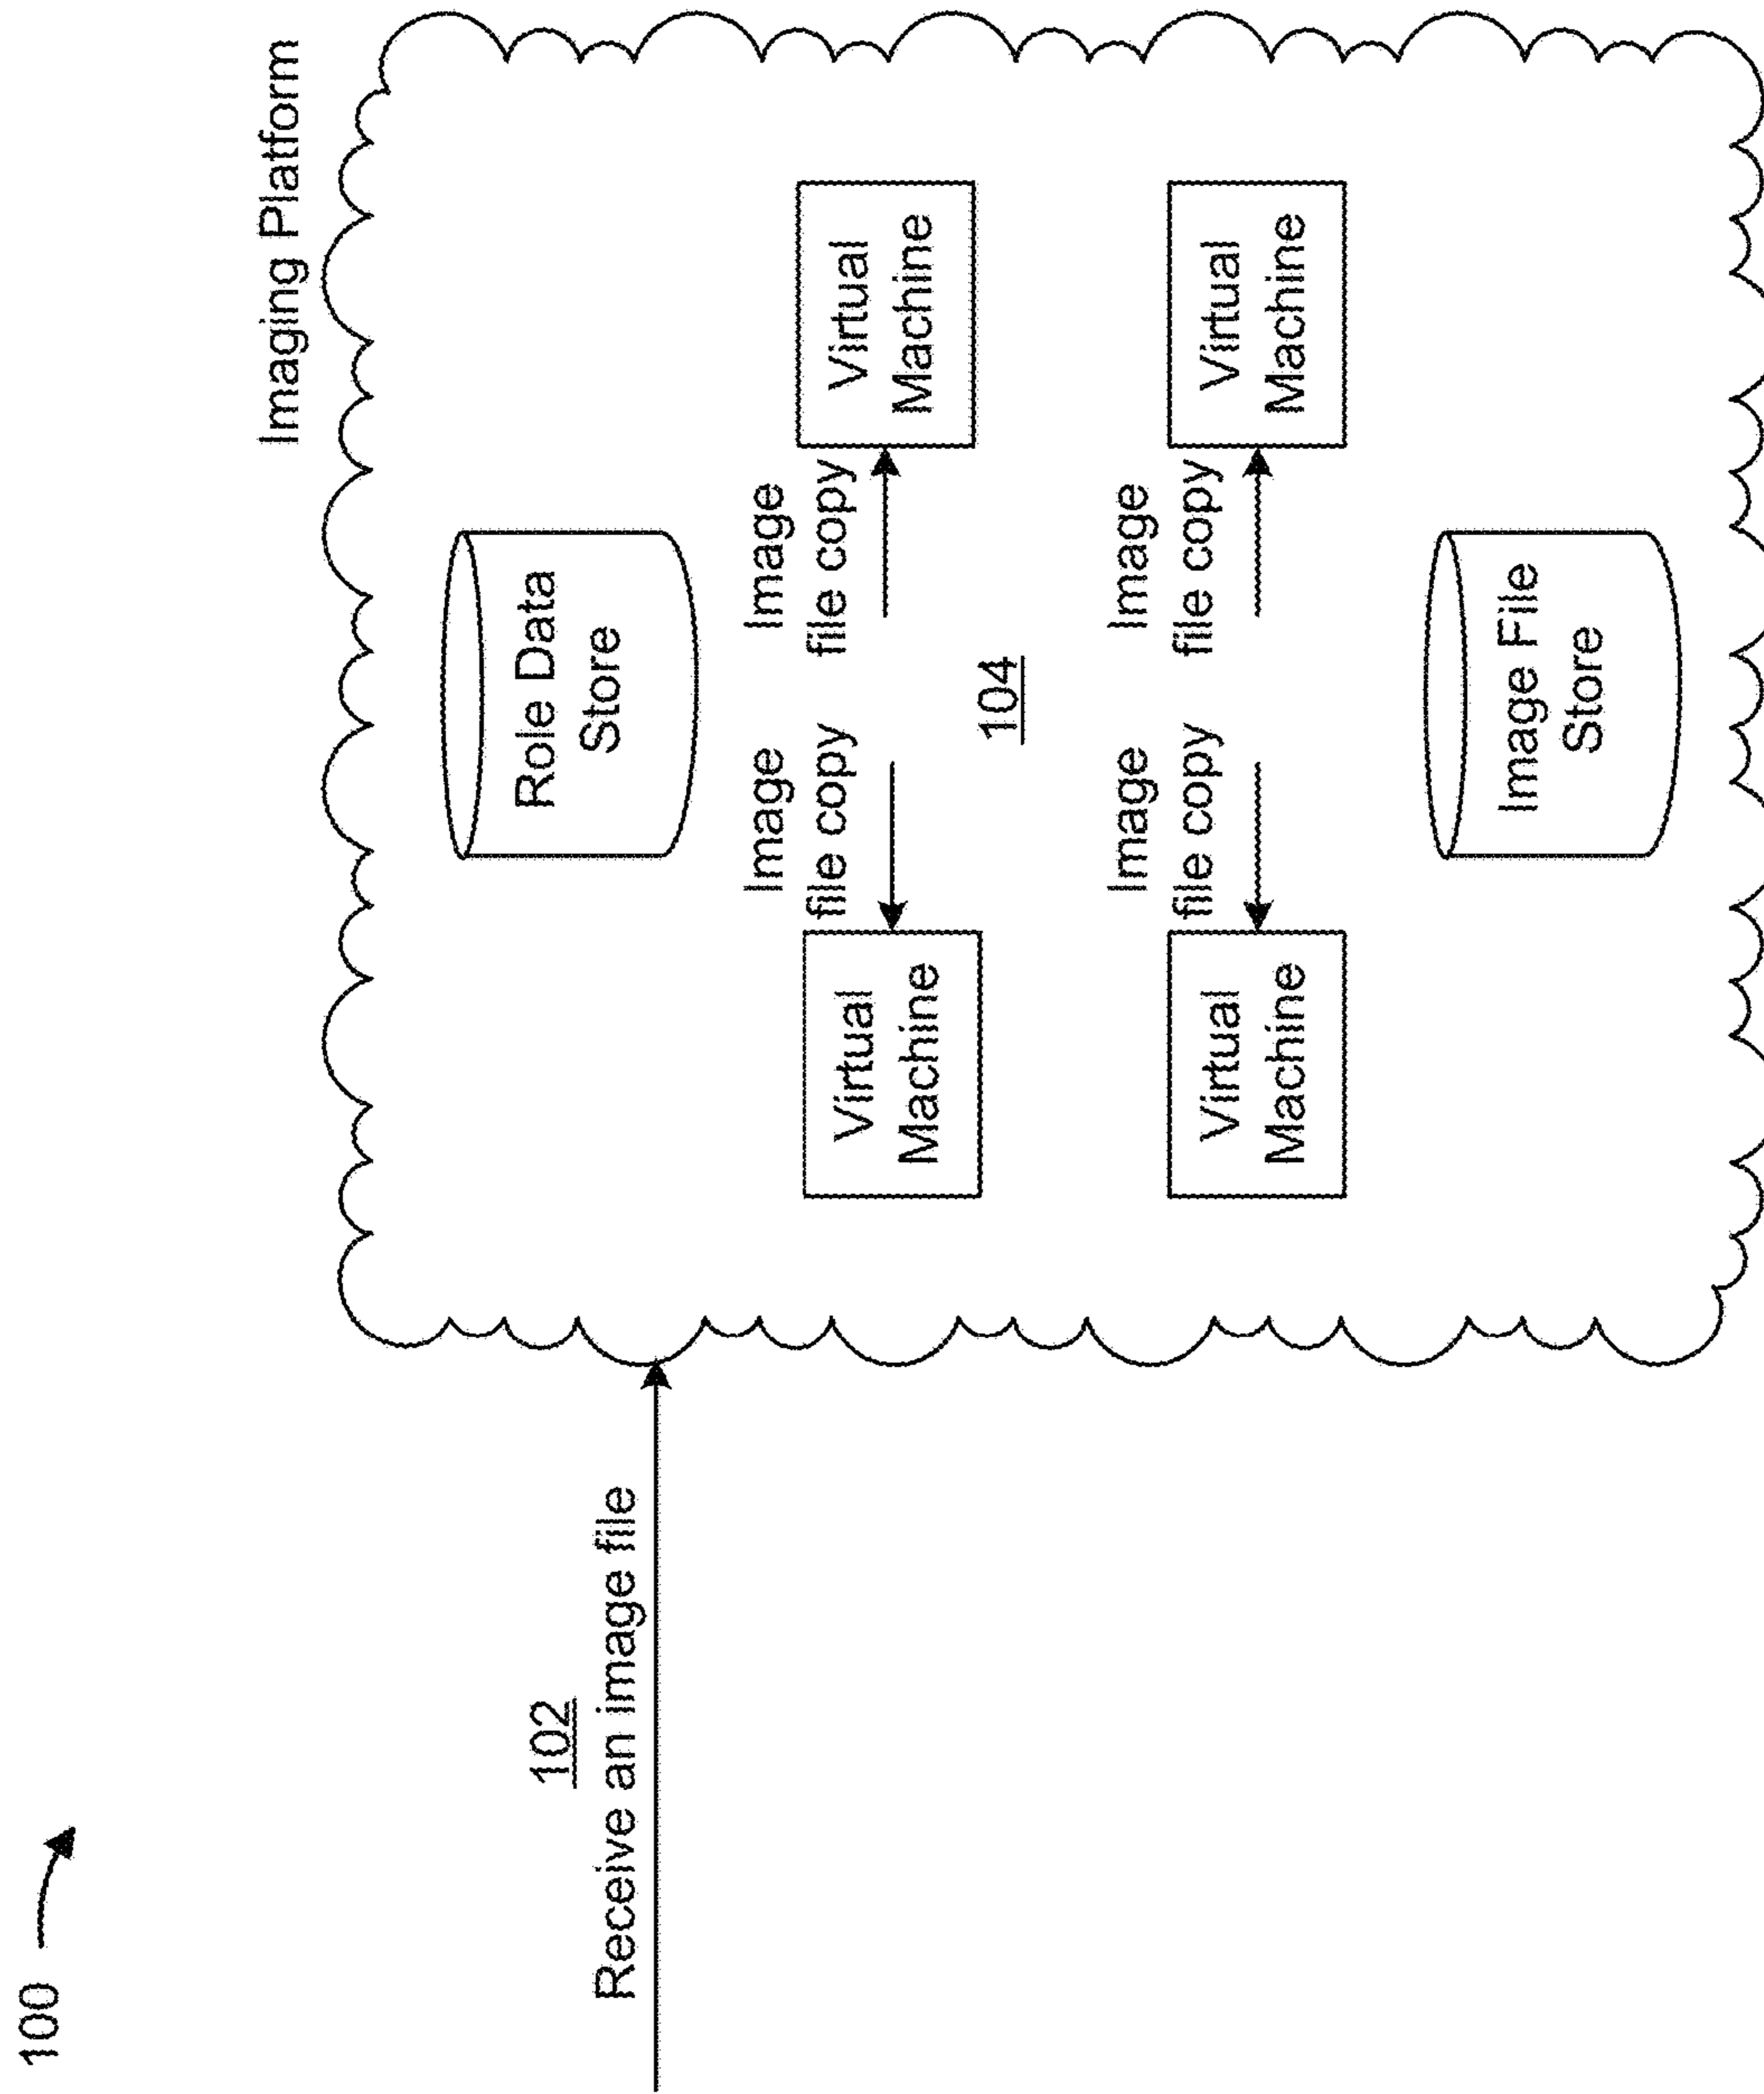 100
Imaging Platform
102
Receive an image file
Role Data
Store
Image
file copy
Image
file copy
Virtual
Machine
Virtual
Machine
104
Image
file copy
Image
file copy
Virtual
Machine
Virtual
Machine
Image File
Store